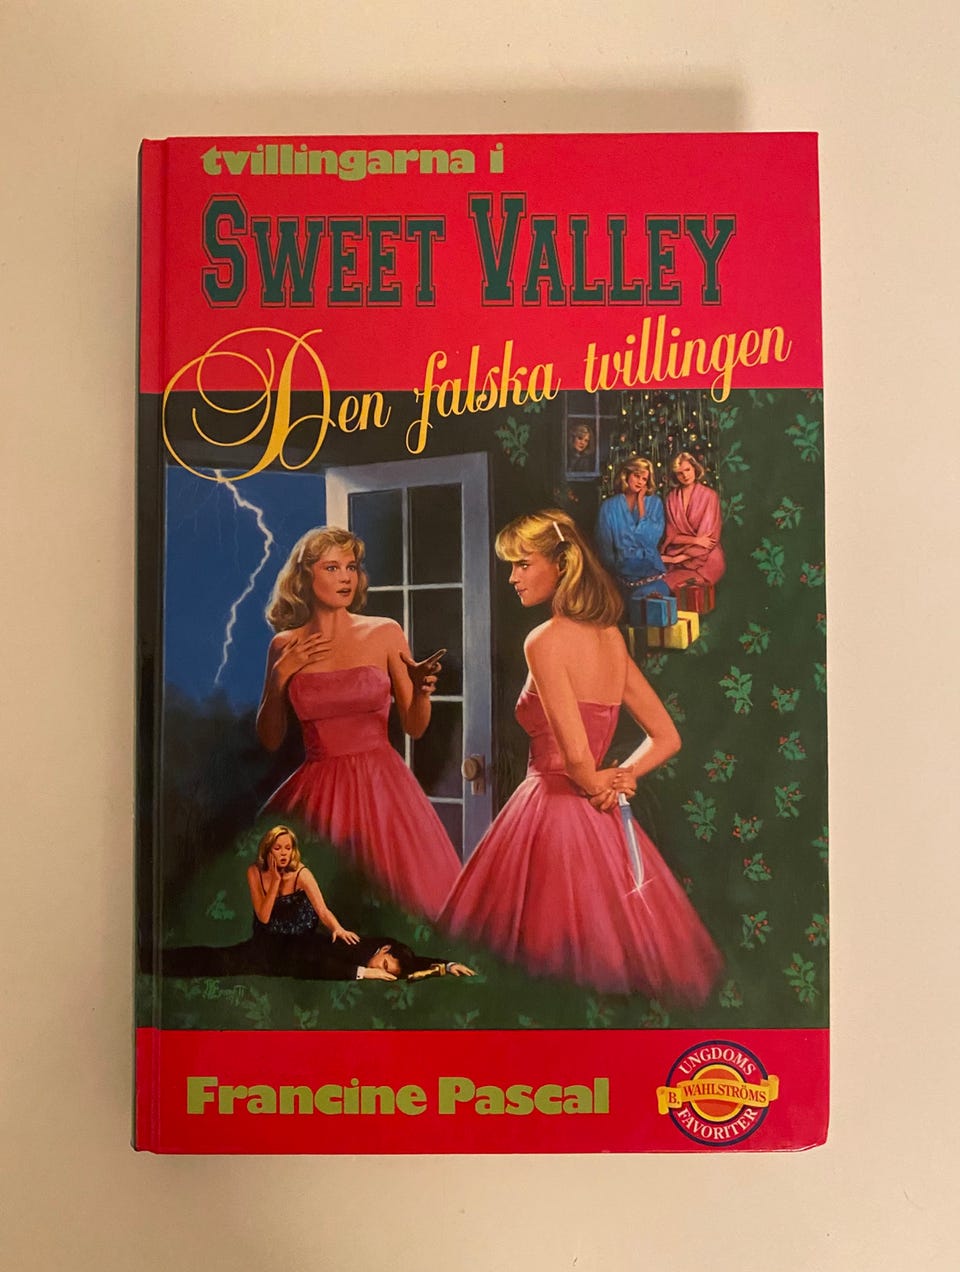 tvillingarna i
SWEET VALLEY
Den falska tvillingen
Francine Pascal
UNGDOMS
B. WAHLSTRÖMS
FAVORITER